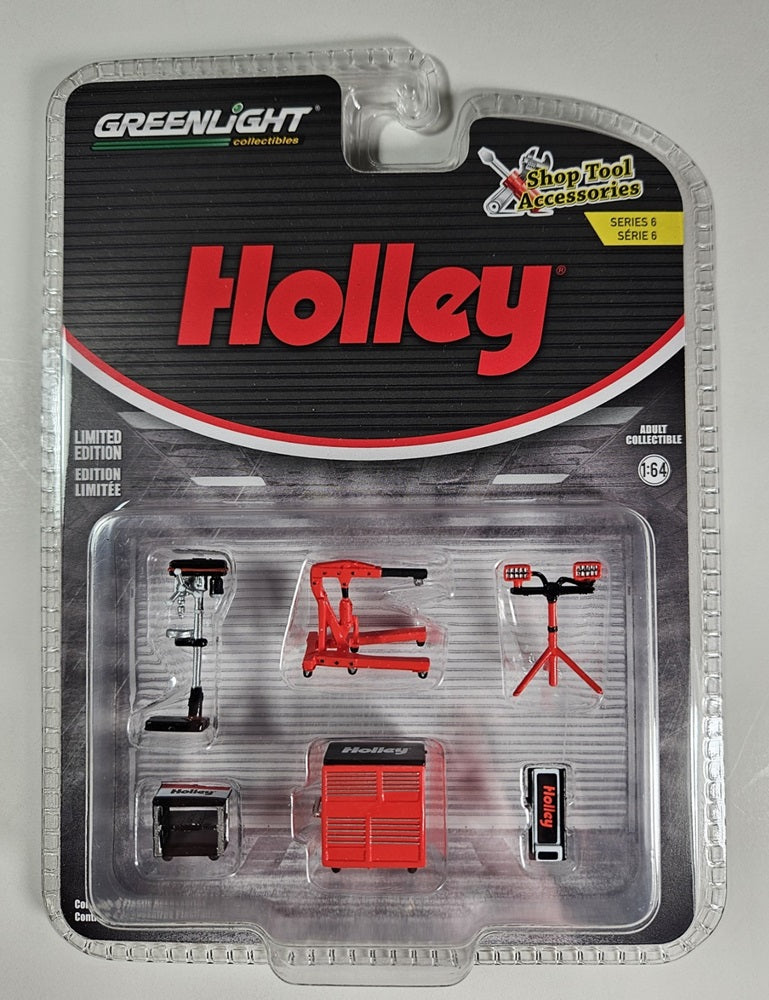 GREENLiGHT®
collectibles
Shop Tool
Accessories
SERIES 6
SÉRIE 6
Holley®
LIMITED
EDITION
EDITION
LIMITÉE
ADULT
COLLECTIBLE
1:64
Holley
Holley
Holley